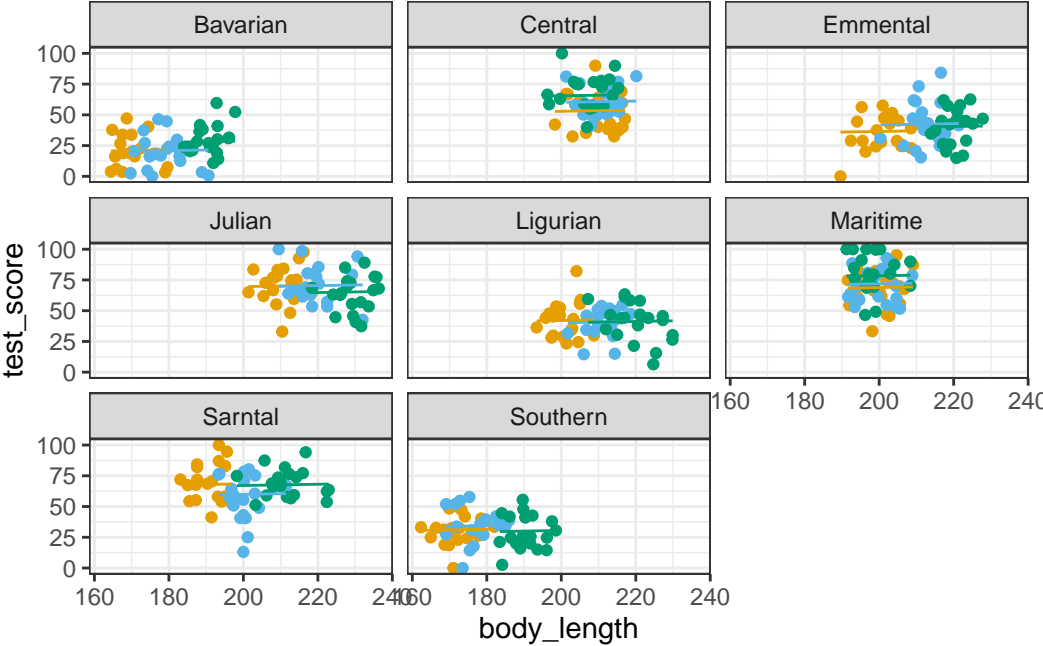 Bavarian Central Emmental
100
75
50
25
0
Julian Ligurian Maritime
100
75
50
25
0
160 180 200 220 240
Sarntal Southern
100
75
50
25
0
160 180 200 220 240 160 180 200 220 240
test_score
body_length